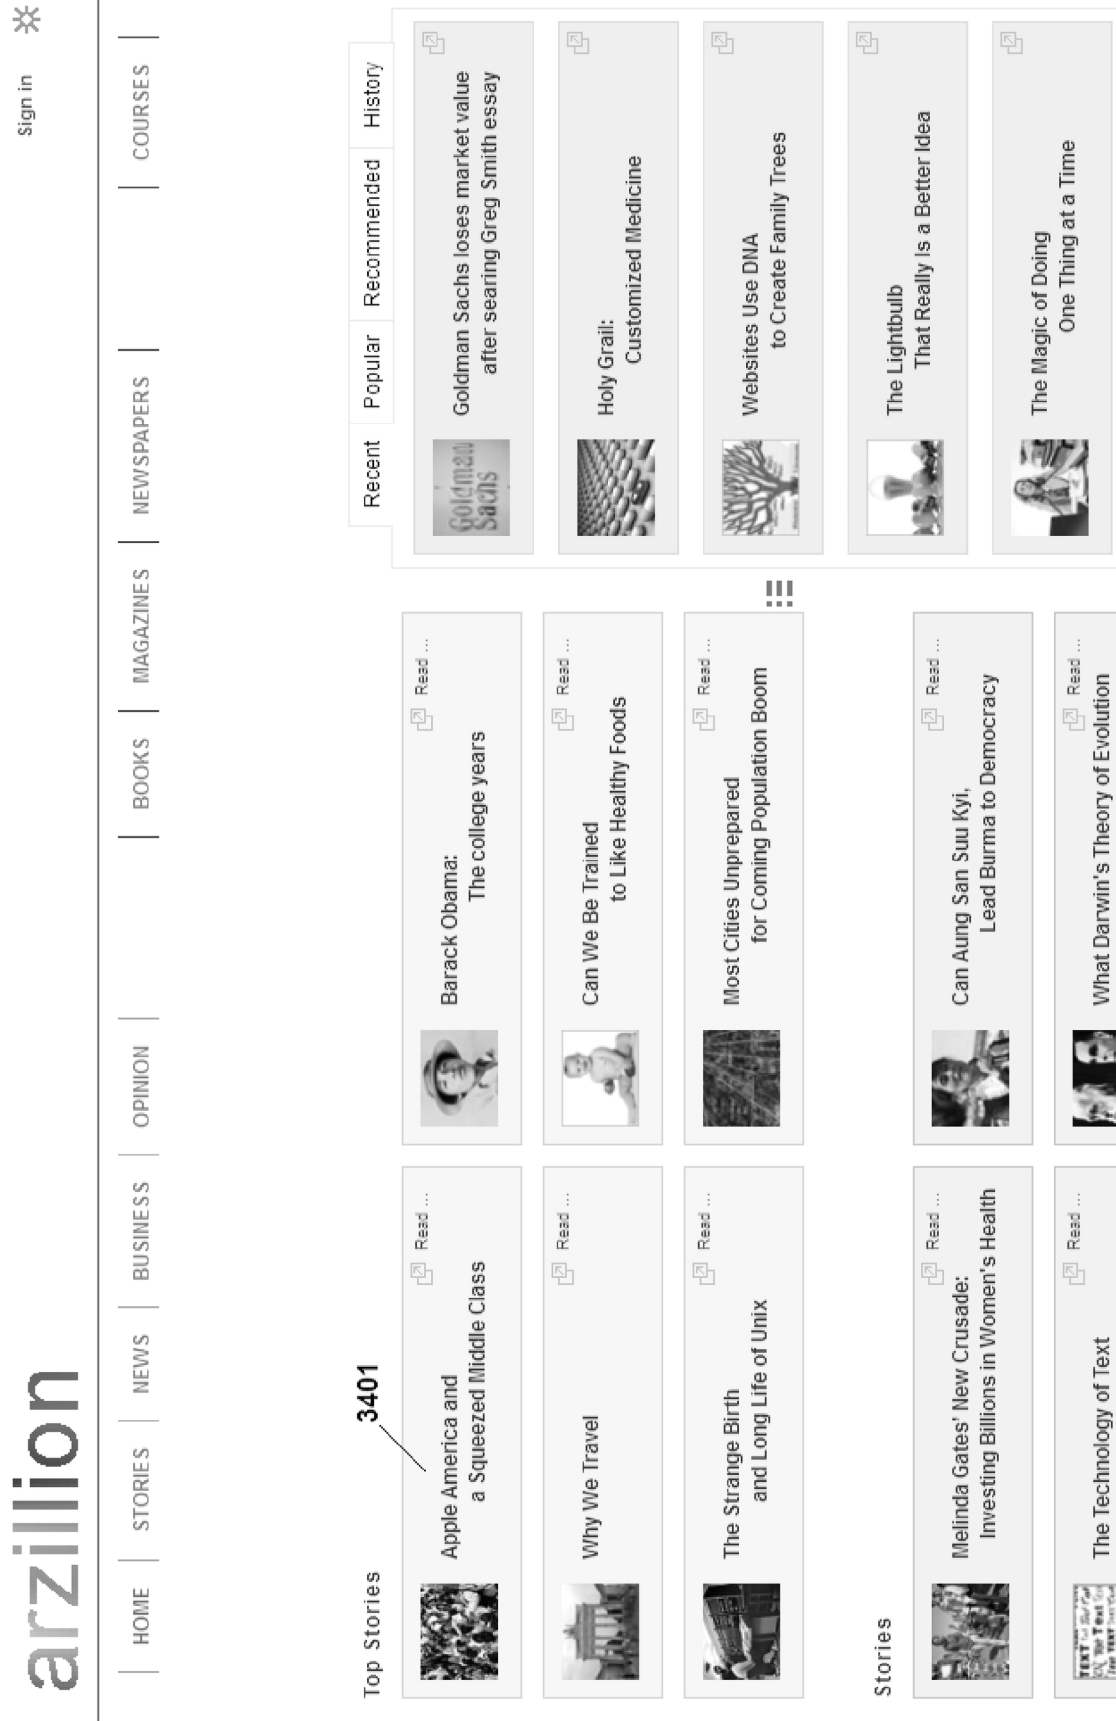 arzillion
Sign in
HOME
STORIES
NEWS
BUSINESS
OPINION
BOOKS
MAGAZINES
NEWSPAPERS
COURSES
Top Stories
3401
Apple America and
a Squeezed Middle Class
Read ...
Barack Obama:
The college years
Read ...
Why We Travel
Read ...
Can We Be Trained
to Like Healthy Foods
Read ...
The Strange Birth
and Long Life of Unix
Read ...
Most Cities Unprepared
for Coming Population Boom
Read ...
Stories
Melinda Gates' New Crusade:
Investing Billions in Women's Health
Read ...
Can Aung San Suu Kyi,
Lead Burma to Democracy
Read ...
The Technology of Text
Read ...
What Darwin's Theory of Evolution
Read ...
Recent
Popular
Recommended
History
Goldman
Sachs
Goldman Sachs loses market value
after searing Greg Smith essay
Holy Grail:
Customized Medicine
Websites Use DNA
to Create Family Trees
The Lightbulb
That Really Is a Better Idea
The Magic of Doing
One Thing at a Time